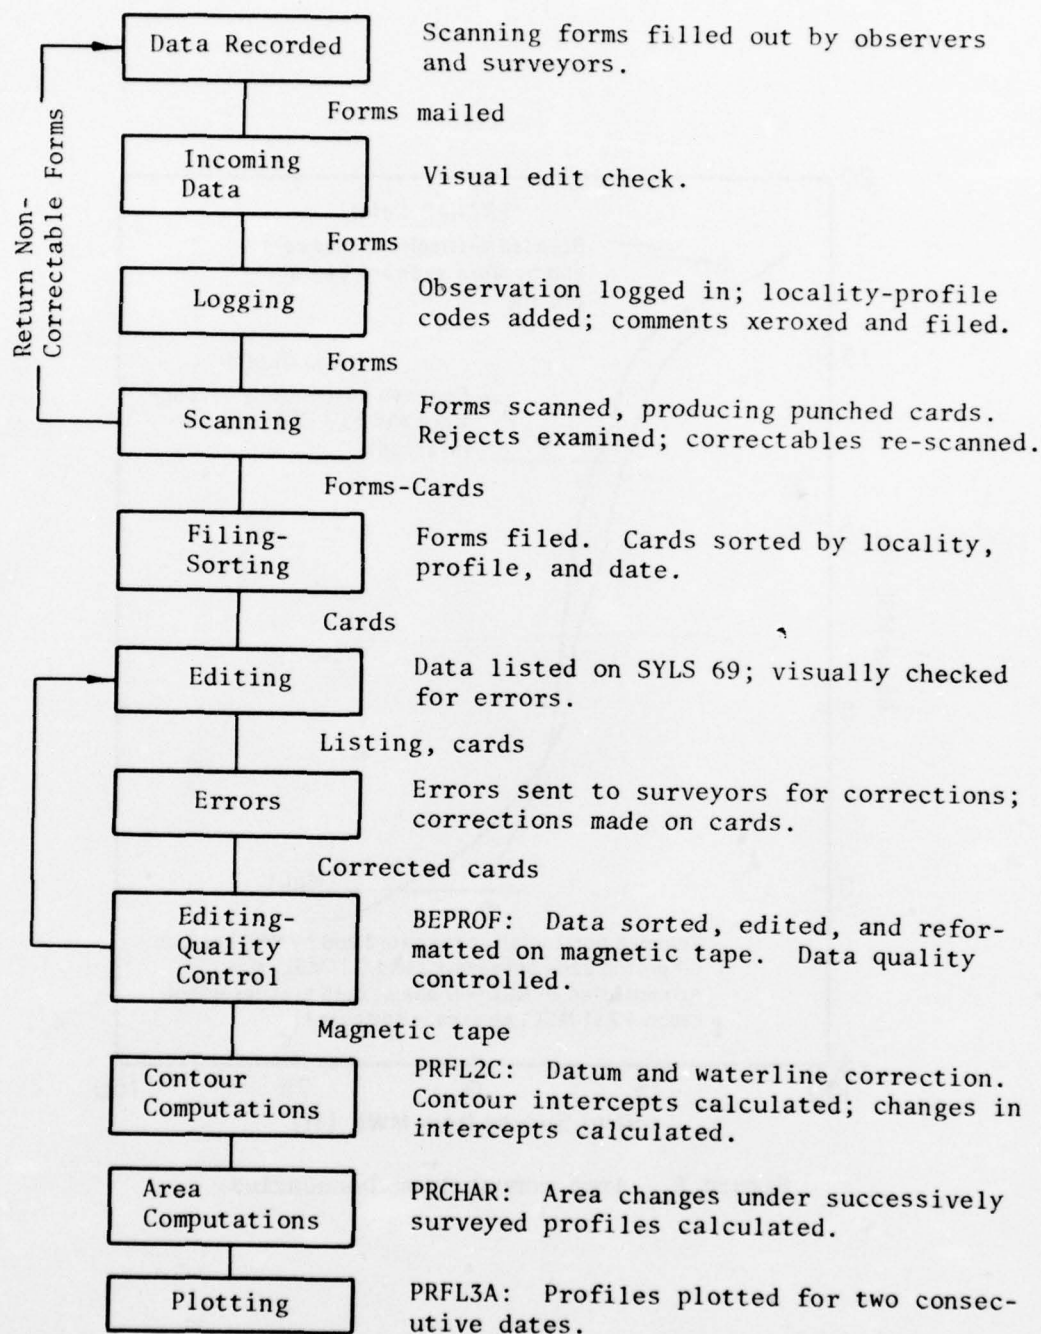 Data Recorded
Scanning forms filled out by observers
and surveyors.
Forms mailed
Incoming
Data
Visual edit check.
Forms
Logging
Observation logged in; locality-profile
codes added; comments xeroxed and filed.
Forms
Return Non-
Correctable Forms
Scanning
Forms scanned, producing punched cards.
Rejects examined; correctables re-scanned.
Forms-Cards
Filing-
Sorting
Forms filed. Cards sorted by locality,
profile, and date.
Cards
Editing
Data listed on SYLS 69; visually checked
for errors.
Listing, cards
Errors
Errors sent to surveyors for corrections;
corrections made on cards.
Corrected cards
Editing-
Quality
Control
BEPROF: Data sorted, edited, and refor-
matted on magnetic tape. Data quality
controlled.
Magnetic tape
Contour
Computations
PRFL2C: Datum and waterline correction.
Contour intercepts calculated; changes in
intercepts calculated.
Area
Computations
PRCHAR: Area changes under successively
surveyed profiles calculated.
Plotting
PRFL3A: Profiles plotted for two consec-
utive dates.